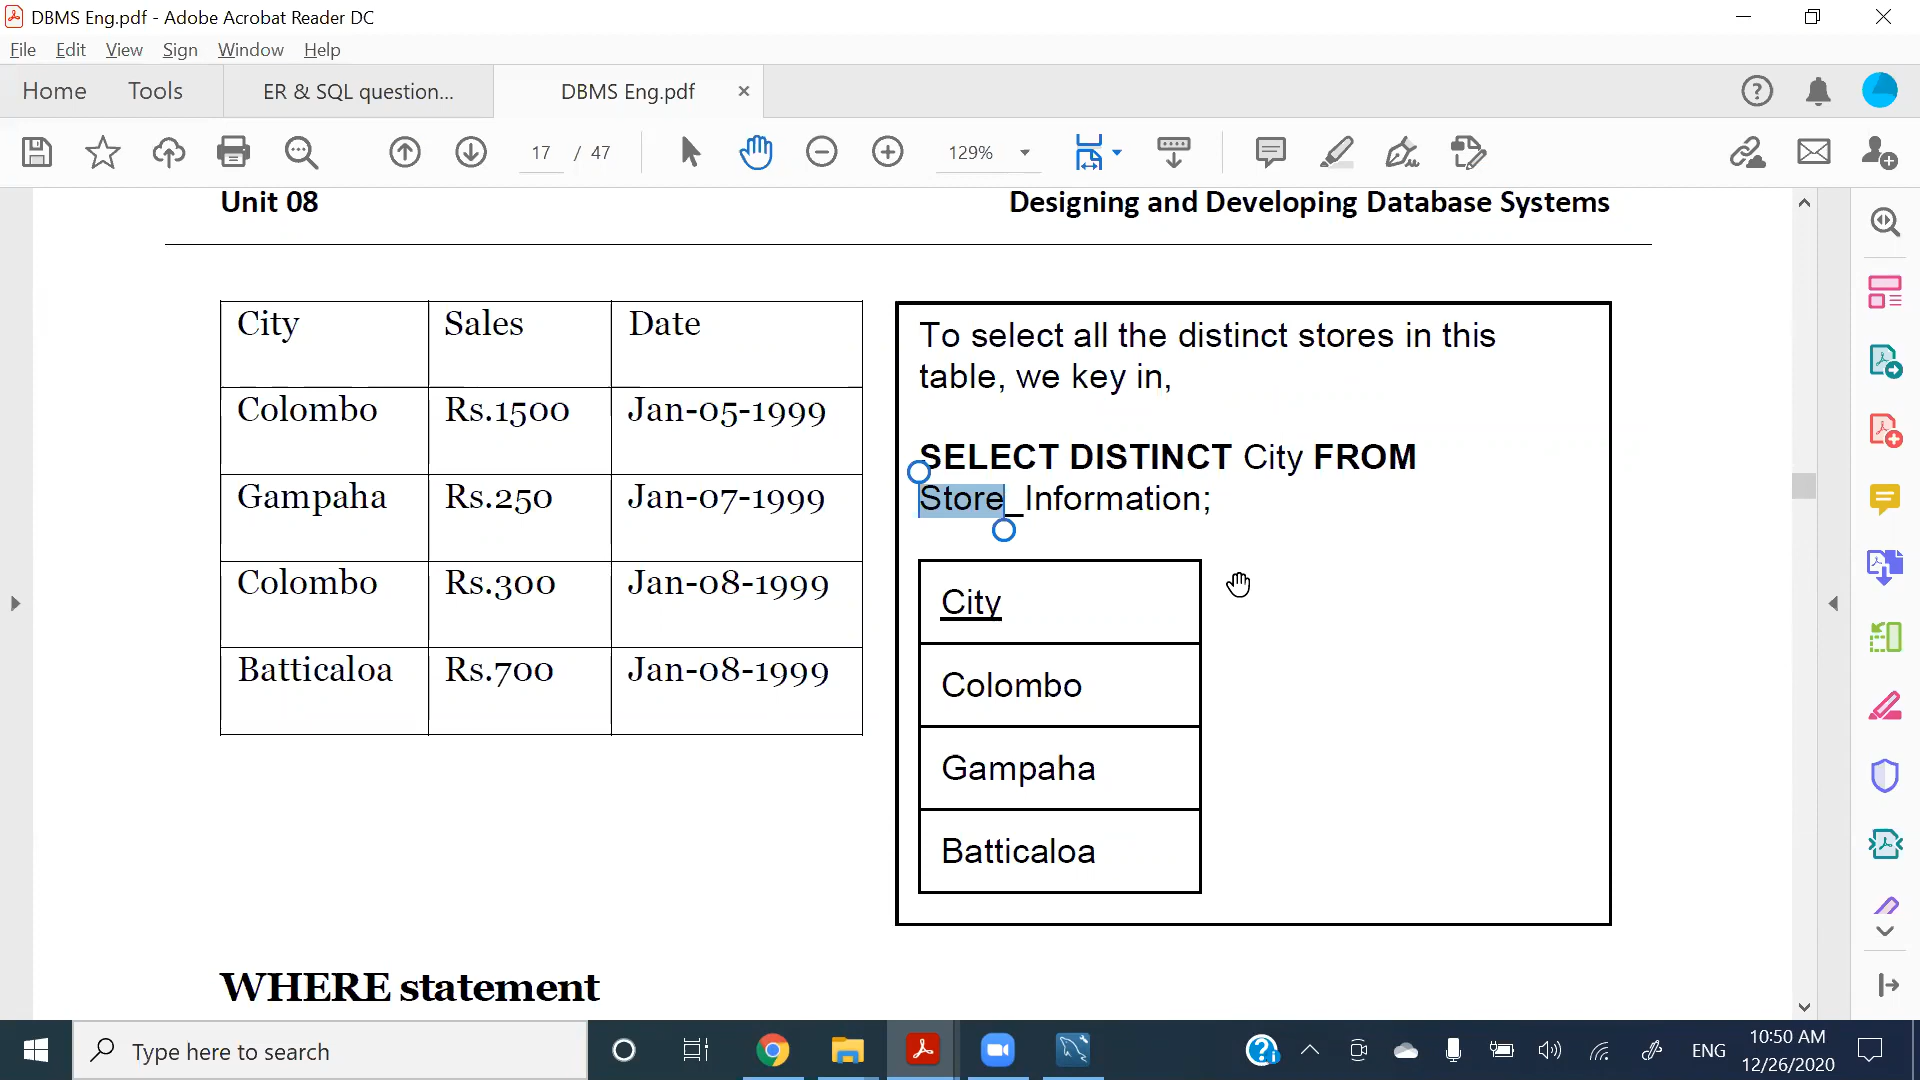 DBMS Eng.pdf - Adobe Acrobat Reader DC
File Edit View Sign Window Help
Home Tools ER & SQL question... DBMS Eng.pdf ×
17 / 47 129%
Unit 08 Designing and Developing Database Systems
City Sales Date
Colombo Rs.1500 Jan-05-1999
Gampaha Rs.250 Jan-07-1999
Colombo Rs.300 Jan-08-1999
Batticaloa Rs.700 Jan-08-1999
To select all the distinct stores in this
table, we key in,
SELECT DISTINCT City FROM
Store_Information;
City
Colombo
Gampaha
Batticaloa
WHERE statement
Type here to search
ENG
10:50 AM
12/26/2020